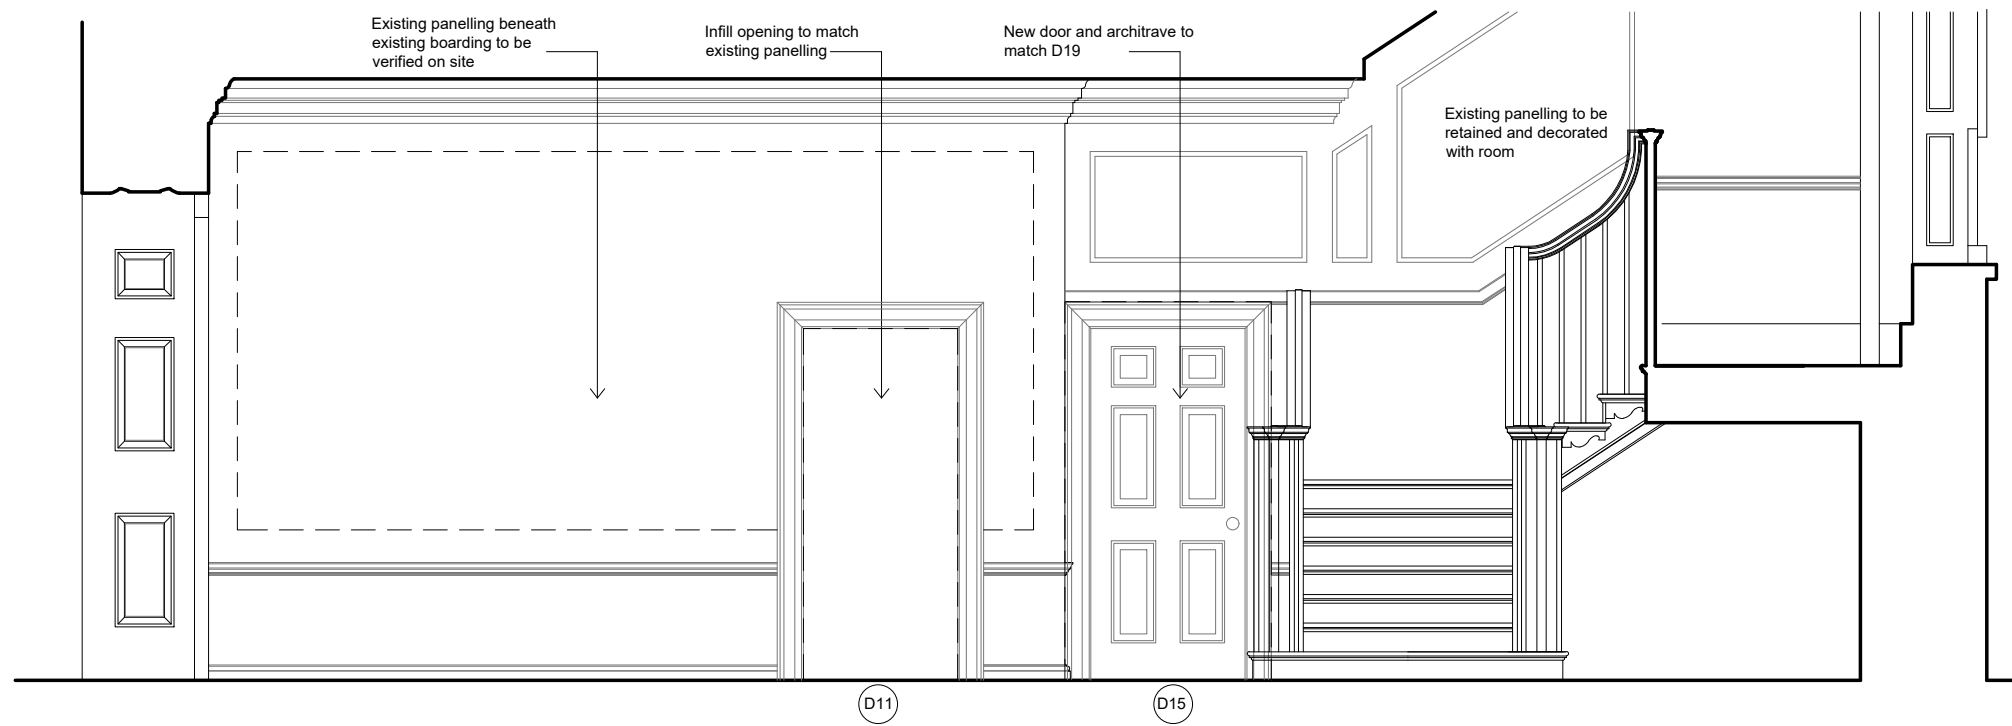 Existing panelling beneath
existing boarding to be
verified on site
Infill opening to match
existing panelling
New door and architrave to
match D19
Existing panelling to be
retained and decorated
with room
D11
D15